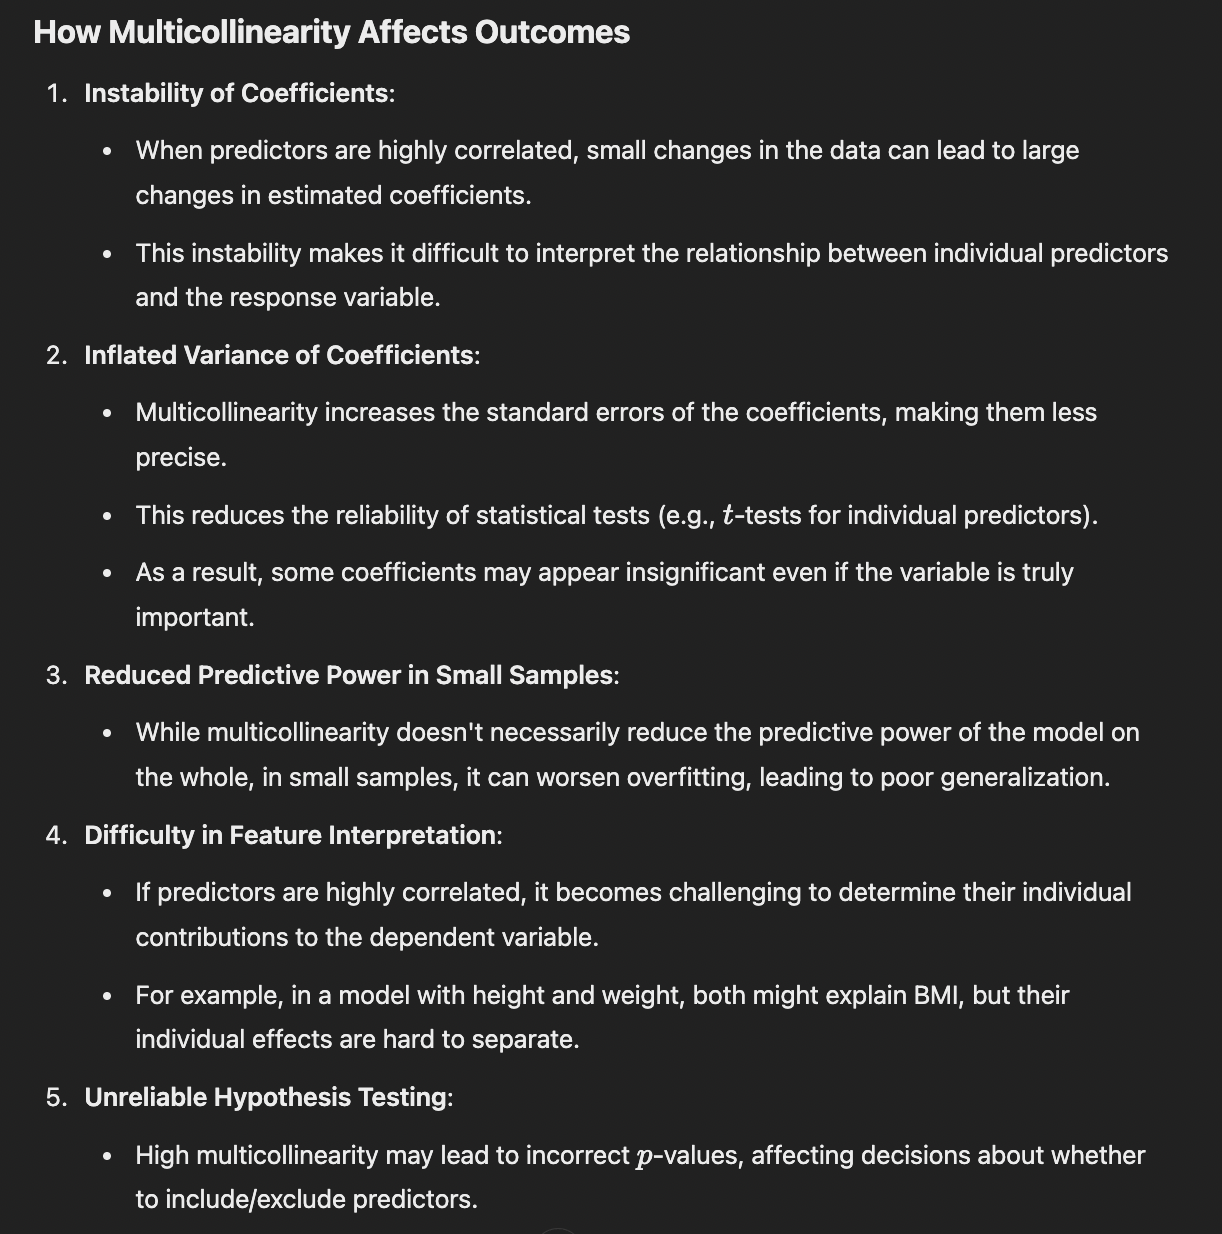 How Multicollinearity Affects Outcomes
1. Instability of Coefficients:
• When predictors are highly correlated, small changes in the data can lead to large
changes in estimated coefficients.
• This instability makes it difficult to interpret the relationship between individual predictors
and the response variable.
2. Inflated Variance of Coefficients:
• Multicollinearity increases the standard errors of the coefficients, making them less
precise.
• This reduces the reliability of statistical tests (e.g., t-tests for individual predictors).
• As a result, some coefficients may appear insignificant even if the variable is truly
important.
3. Reduced Predictive Power in Small Samples:
• While multicollinearity doesn't necessarily reduce the predictive power of the model on
the whole, in small samples, it can worsen overfitting, leading to poor generalization.
4. Difficulty in Feature Interpretation:
• If predictors are highly correlated, it becomes challenging to determine their individual
contributions to the dependent variable.
• For example, in a model with height and weight, both might explain BMI, but their
individual effects are hard to separate.
5. Unreliable Hypothesis Testing:
• High multicollinearity may lead to incorrect p-values, affecting decisions about whether
to include/exclude predictors.